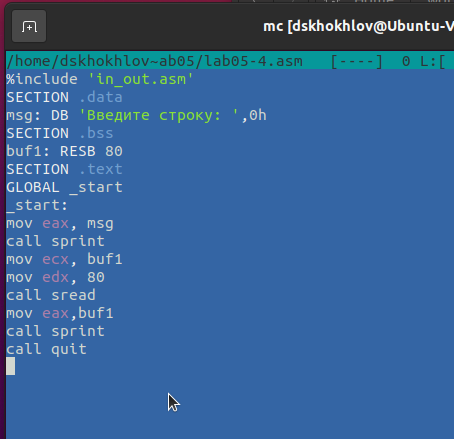 mc [dskhokhlov@Ubuntu-V
/home/dskhokhlov~ab05/lab05-4.asm   [----]  0 L:[
%include 'in_out.asm'
SECTION .data
msg: DB 'Введите строку: ',0h
SECTION .bss
buf1: RESB 80
SECTION .text
GLOBAL _start
_start:
mov eax, msg
call sprint
mov ecx, buf1
mov edx, 80
call sread
mov eax,buf1
call sprint
call quit